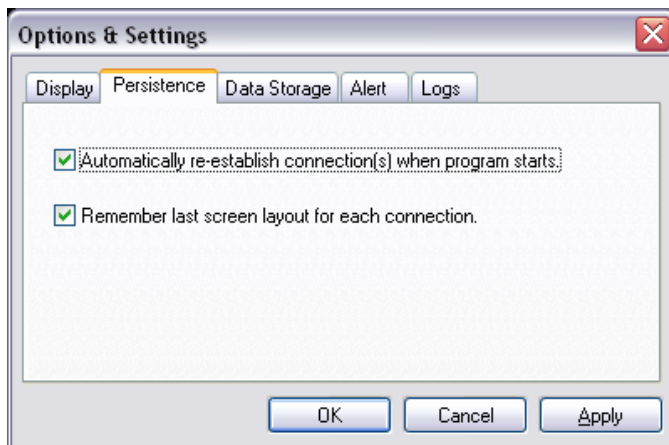 Options & Settings
Display Persistence Data Storage Alert Logs
Automatically re-establish connection(s) when program starts.
Remember last screen layout for each connection.
OK Cancel Apply